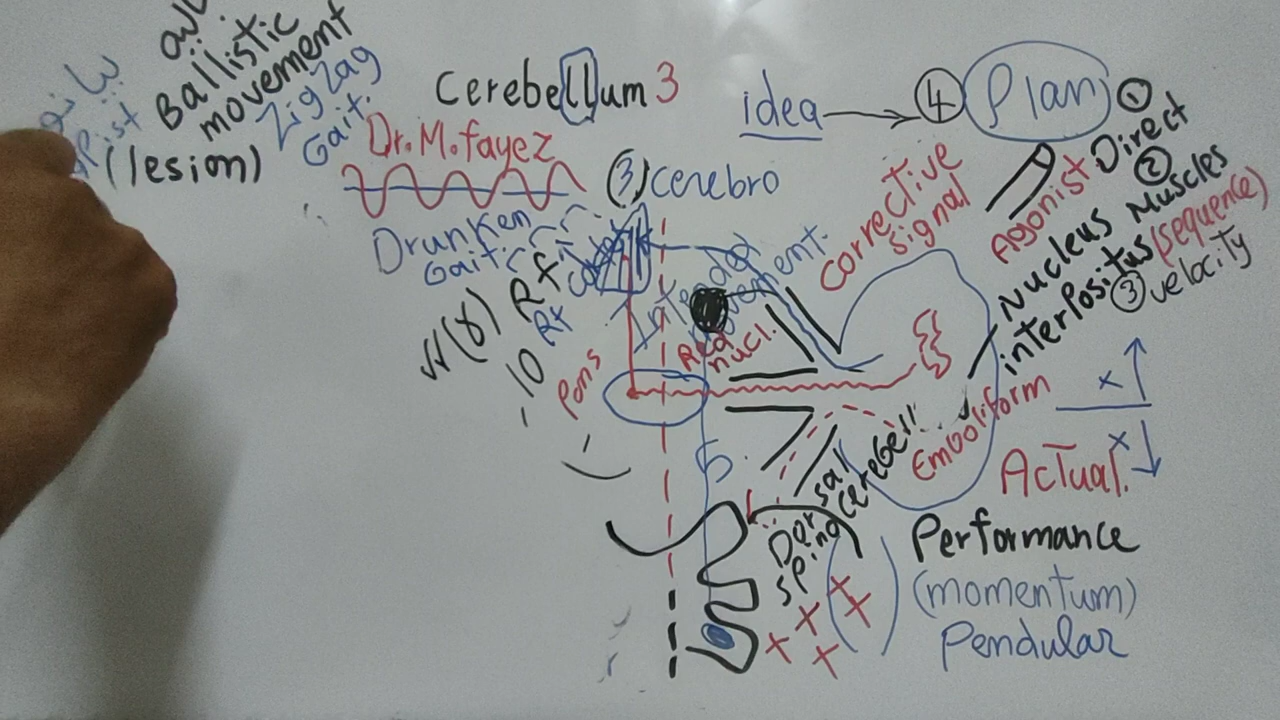 Ballistic
movement
(lesion)
ZigZag
Gait.
Cerebellum 3
Dr. M. fayez
(3) cerebro
Drunken
Gait
idea → (4) Plan
(1) Direct
(2) Muscles
(sequence)
(3) velocity
Agonist
Corrective
signal
Nucleus
interpositus
Emboliform
Intended
movement.
Red
nucl.
Pons
10
Dorsal
spino cerebell
x ↑
x ↓
Actual.
Performance
(momentum)
Pendular